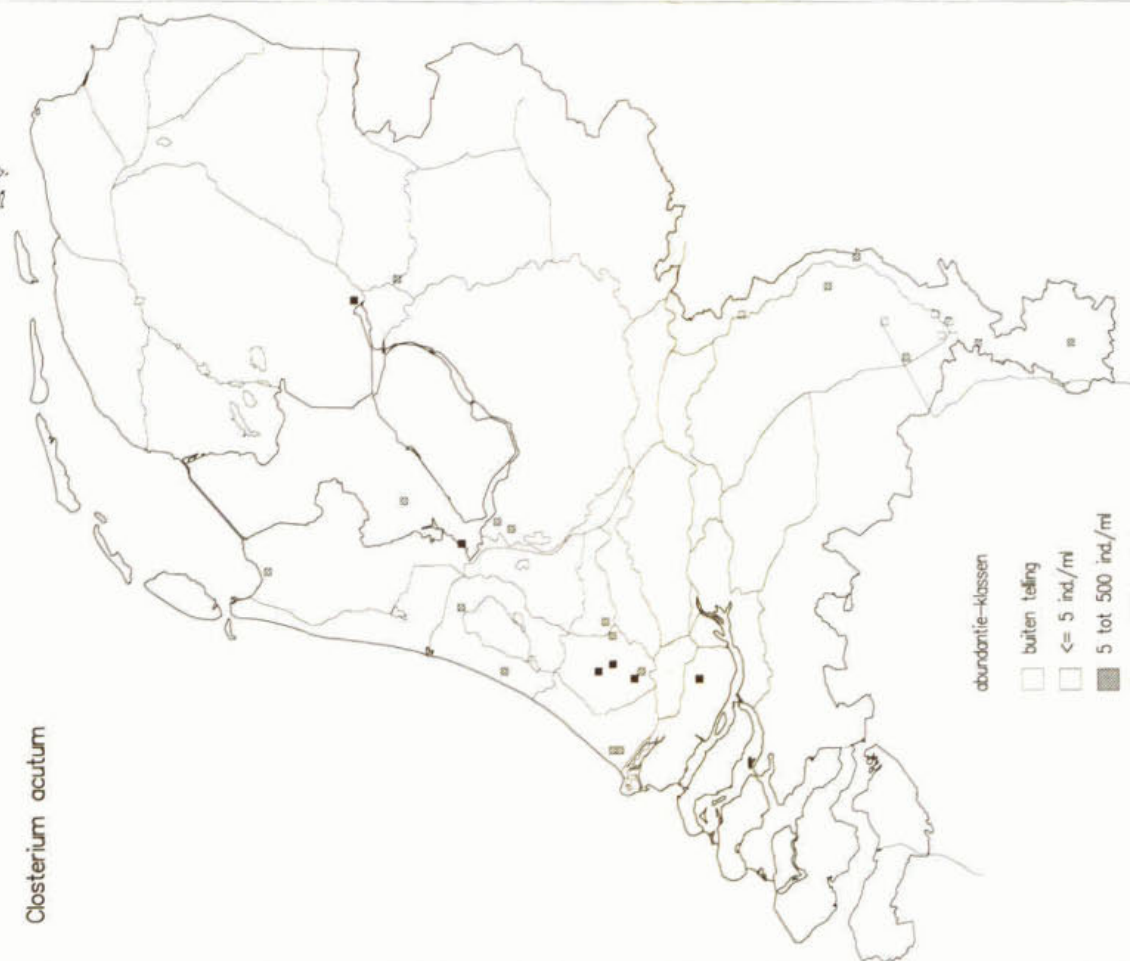 Closterium acutum
abundantie-klassen
buiten telling
<= 5 ind./ml
5 tot 500 ind./ml